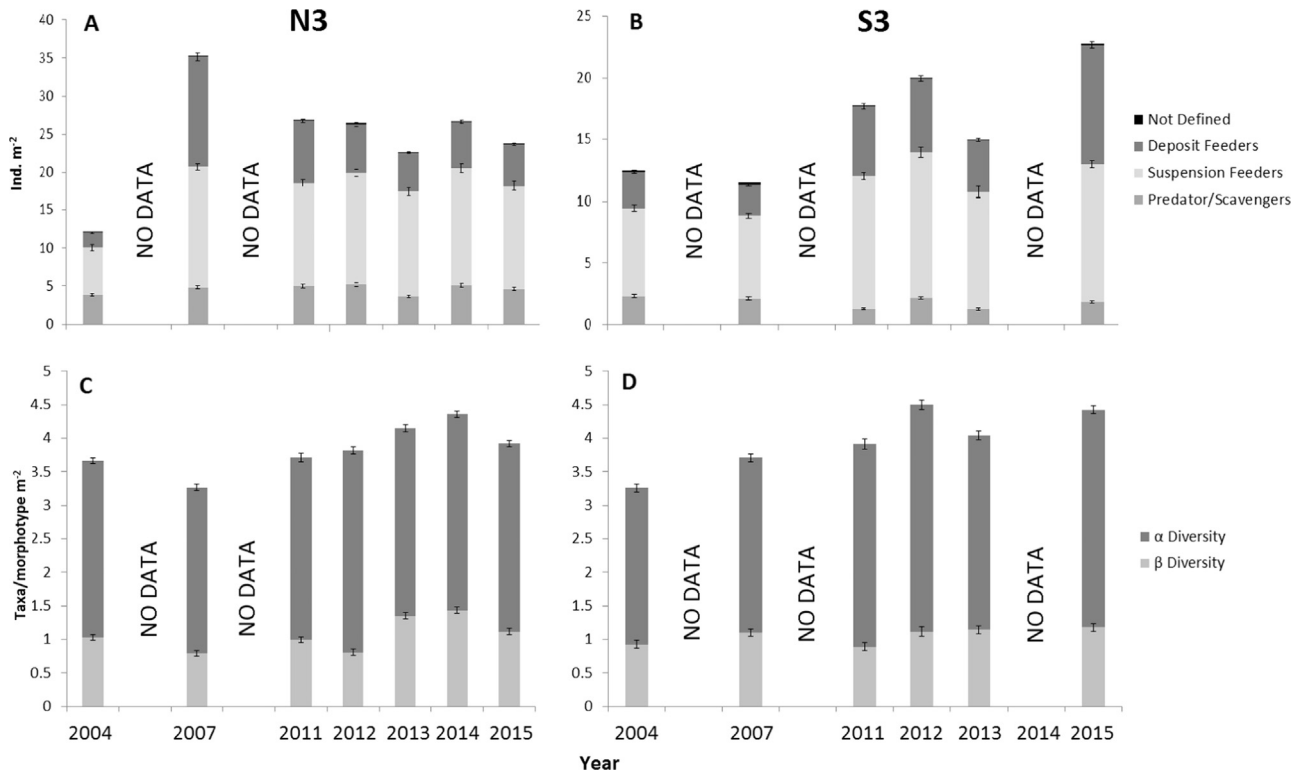 A
N3
40
35
30
25
20
15
10
5
0
Ind. m-2
NO DATA
NO DATA
B
S3
25
20
15
10
5
0
NO DATA
NO DATA
NO DATA
Not Defined
Deposit Feeders
Suspension Feeders
Predator/Scavengers
C
5
4.5
4
3.5
3
2.5
2
1.5
1
0.5
0
Taxa/morphotype m-2
NO DATA
NO DATA
2004 2007 2011 2012 2013 2014 2015
D
5
4.5
4
3.5
3
2.5
2
1.5
1
0.5
0
NO DATA
NO DATA
NO DATA
2004 2007 2011 2012 2013 2014 2015
α Diversity
β Diversity
Year